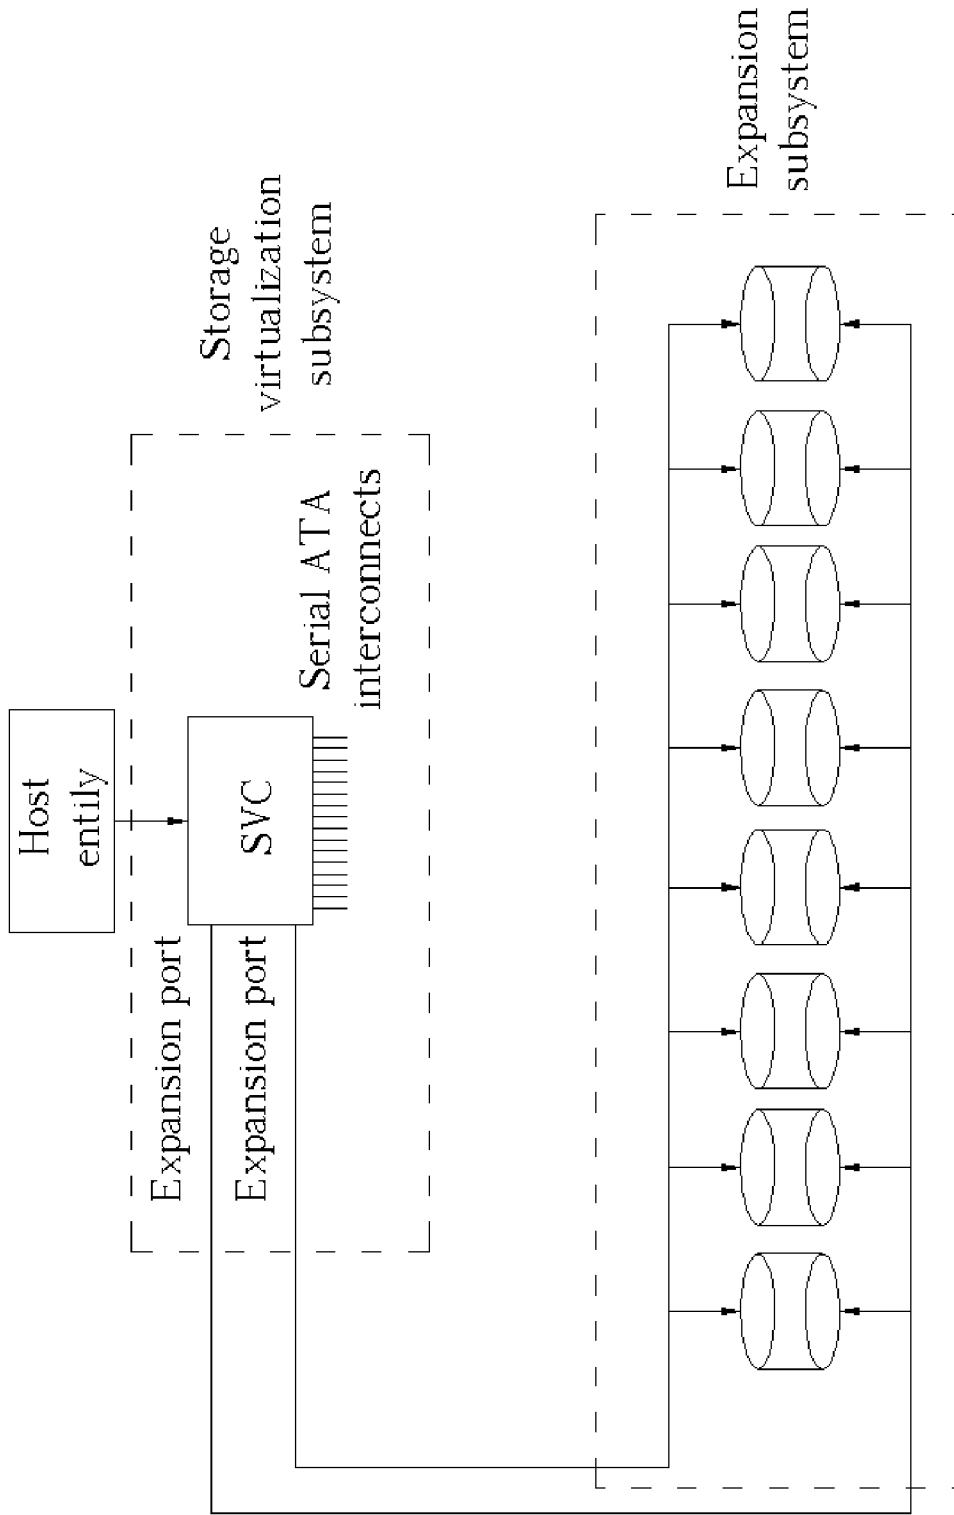 Host
entily
SVC
Expansion port
Expansion port
Serial ATA
interconnects
Storage
virtualization
subsystem
Expansion
subsystem